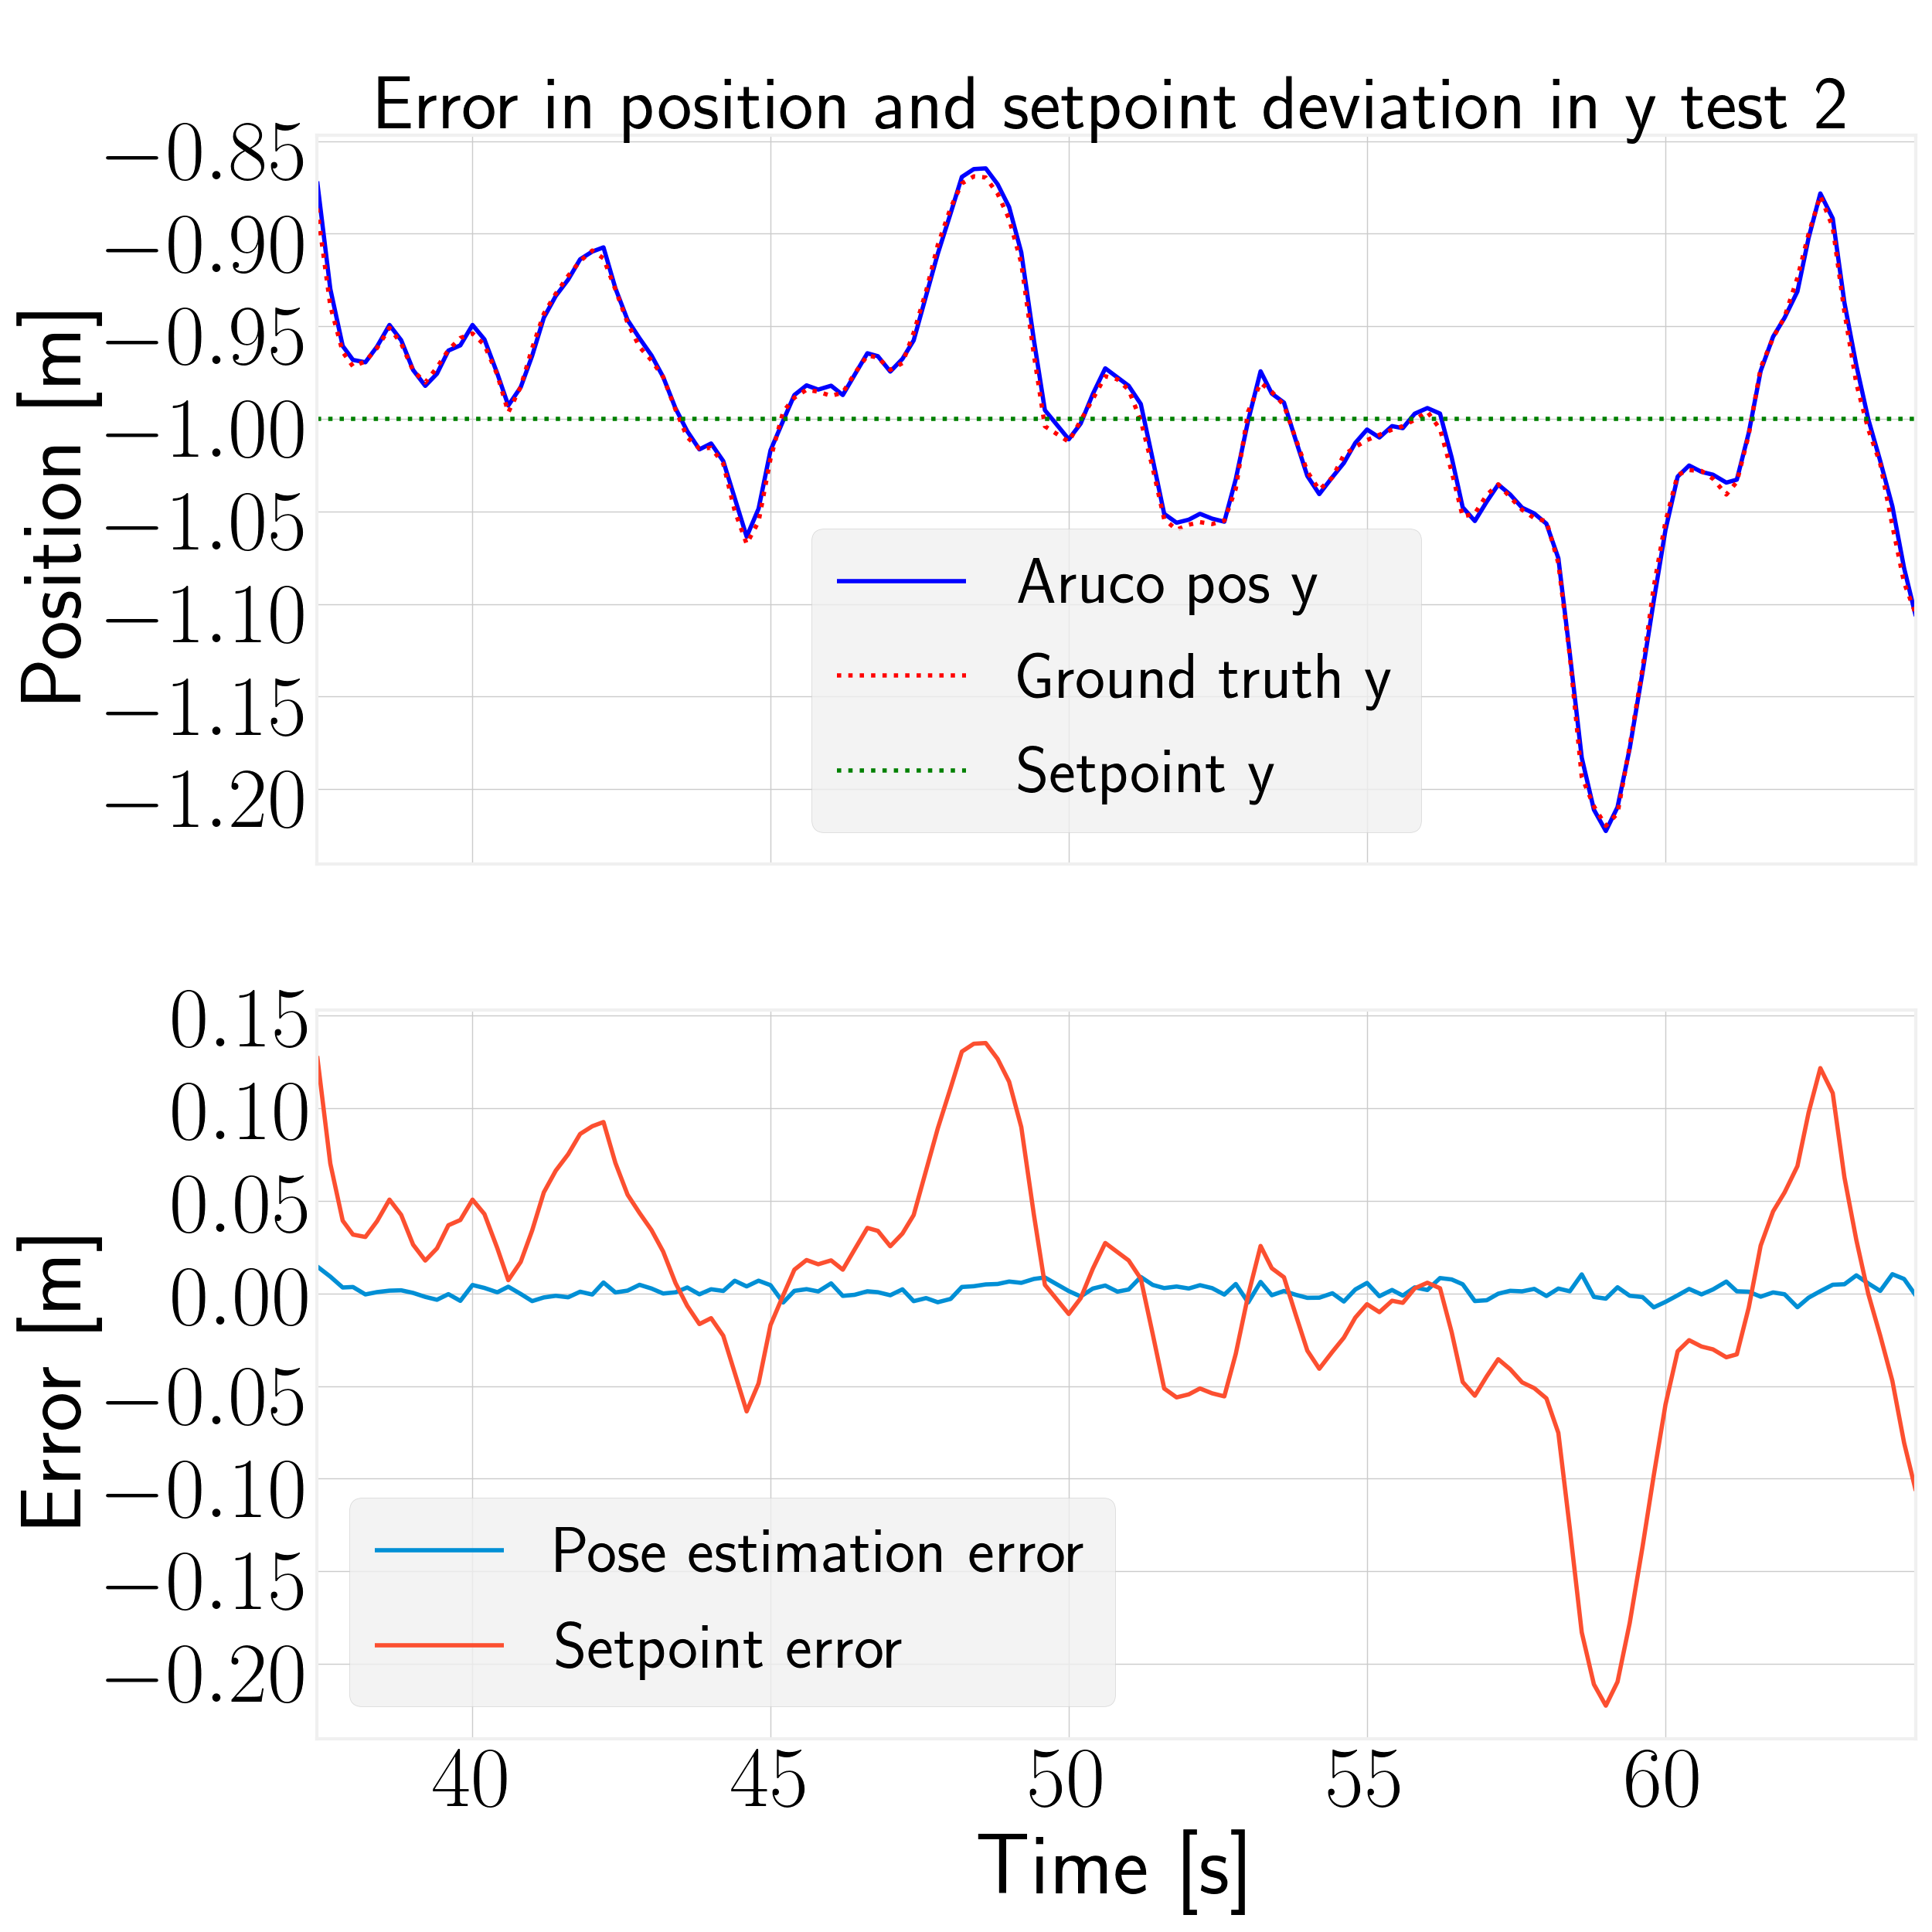 Error in position and setpoint deviation in y test 2
Position [m]
−0.85
−0.90
−0.95
−1.00
−1.05
−1.10
−1.15
−1.20
Aruco pos y
Ground truth y
Setpoint y
Error [m]
0.15
0.10
0.05
0.00
−0.05
−0.10
−0.15
−0.20
Pose estimation error
Setpoint error
40 45 50 55 60
Time [s]